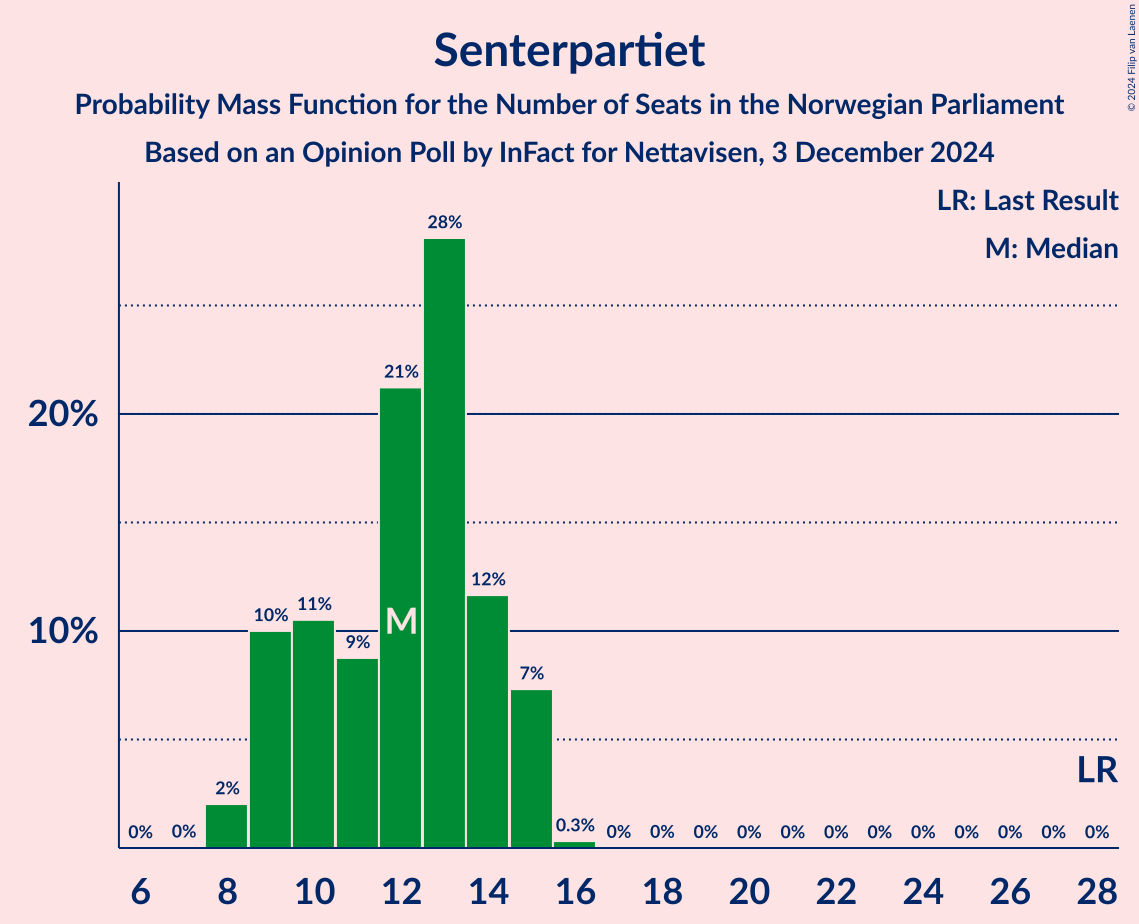 Senterpartiet
Probability Mass Function for the Number of Seats in the Norwegian Parliament
Based on an Opinion Poll by InFact for Nettavisen, 3 December 2024
© 2024 Filip van Laenen
LR: Last Result
M: Median
28%
21%
20%
12%
11%
10%
M
10%
9%
7%
LR
2%
0.3%
0% 0% 0% 0% 0% 0% 0% 0% 0% 0% 0% 0% 0% 0%
6 8 10 12 14 16 18 20 22 24 26 28